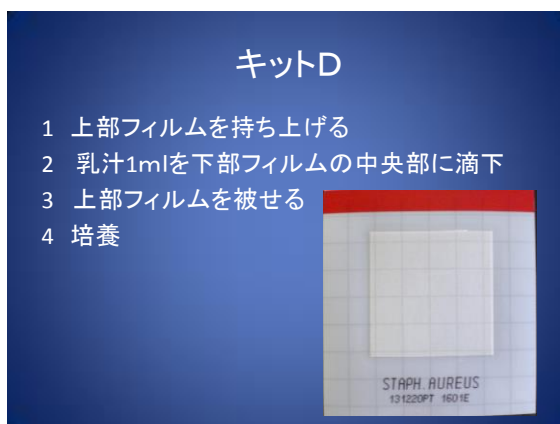 キットD
1 上部フィルムを持ち上げる
2 乳汁1mlを下部フィルムの中央部に滴下
3 上部フィルムを被せる
4 培養
STAPH. AUREUS
131220PT 1601E